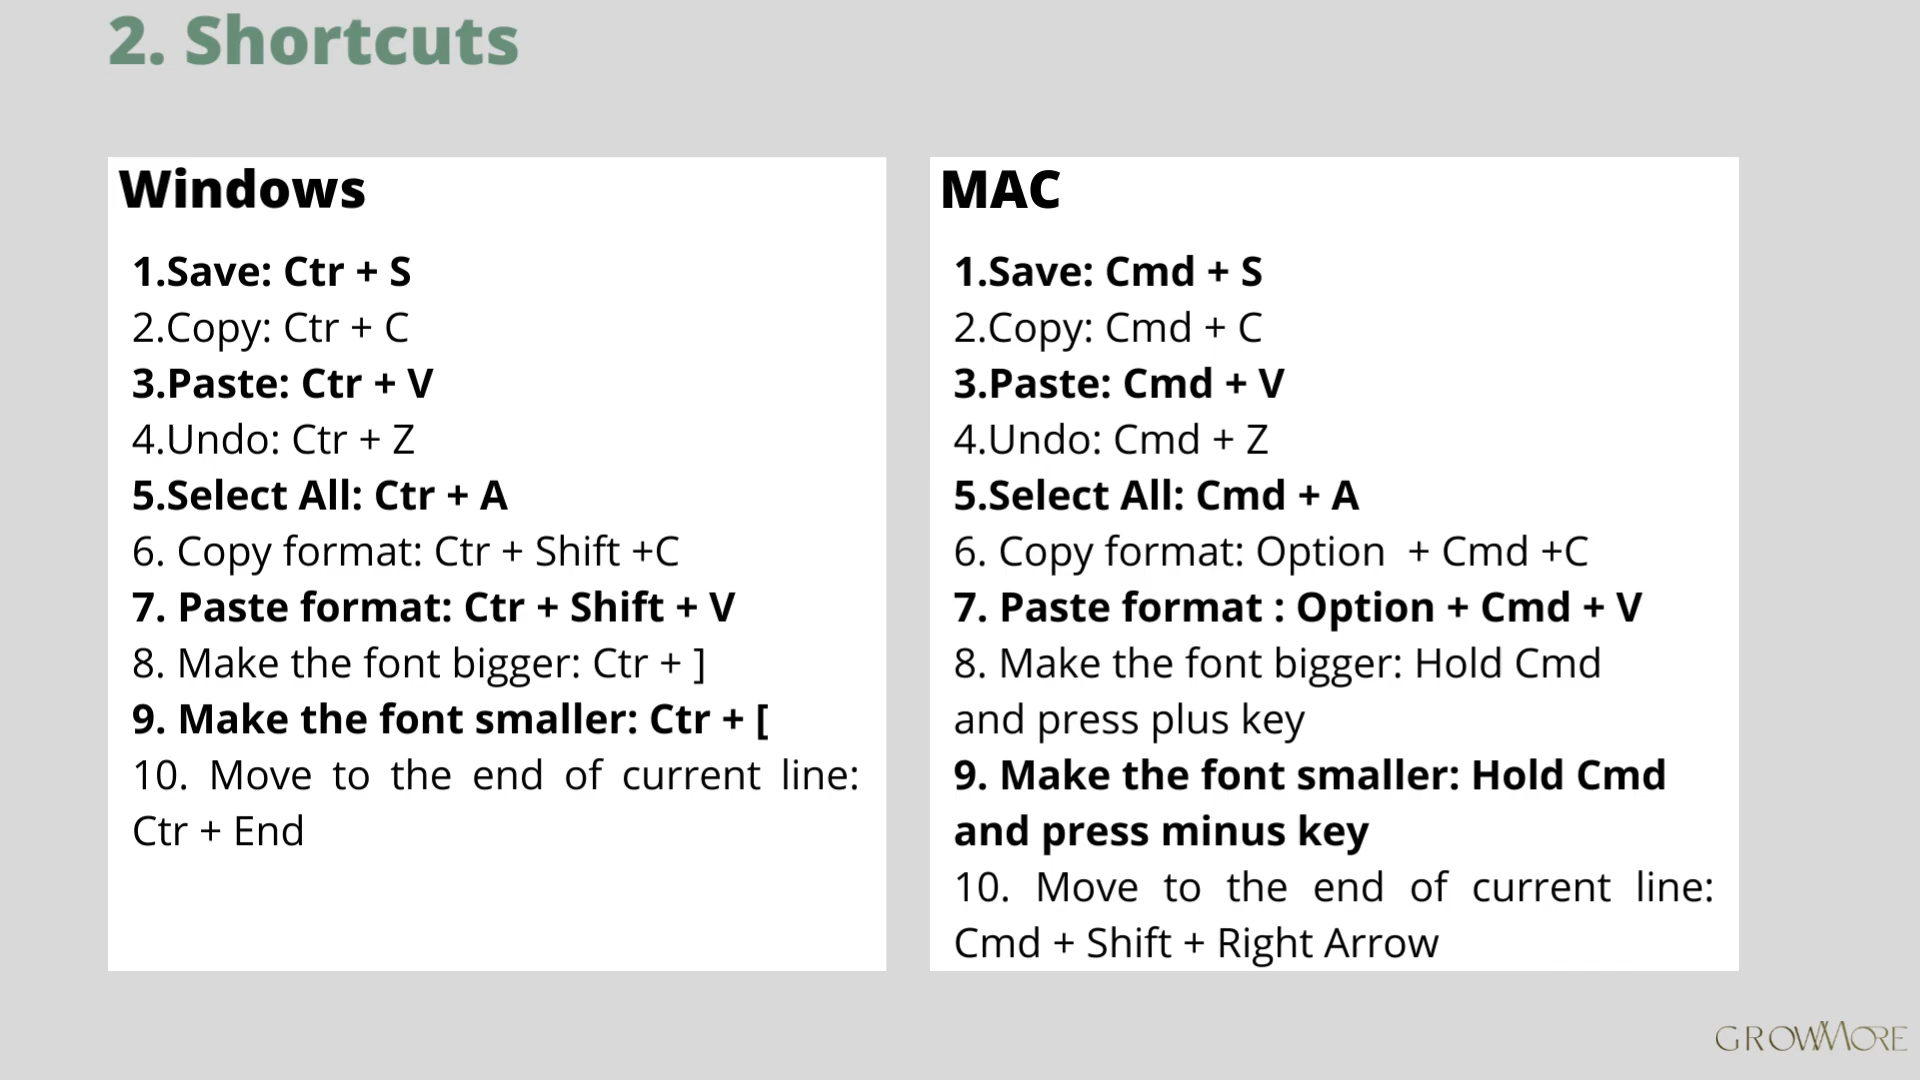 2. Shortcuts
Windows
1.Save: Ctr + S
2.Copy: Ctr + C
3.Paste: Ctr + V
4.Undo: Ctr + Z
5.Select All: Ctr + A
6. Copy format: Ctr + Shift +C
7. Paste format: Ctr + Shift + V
8. Make the font bigger: Ctr + ]
9. Make the font smaller: Ctr + [
10. Move to the end of current line:
Ctr + End
MAC
1.Save: Cmd + S
2.Copy: Cmd + C
3.Paste: Cmd + V
4.Undo: Cmd + Z
5.Select All: Cmd + A
6. Copy format: Option  + Cmd +C
7. Paste format : Option + Cmd + V
8. Make the font bigger: Hold Cmd
and press plus key
9. Make the font smaller: Hold Cmd
and press minus key
10. Move to the end of current line:
Cmd + Shift + Right Arrow
GROWMORE